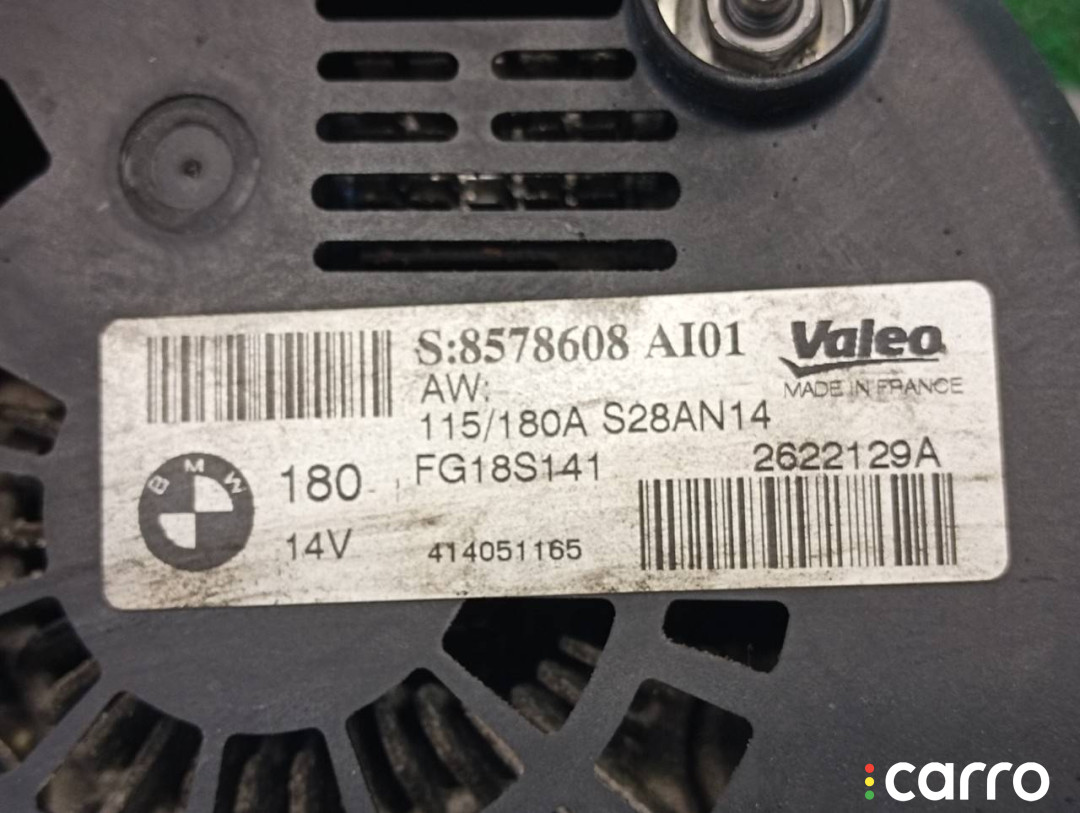 S:8578608 AI01
Valeo
MADE IN FRANCE
AW:
115/180A S28AN14
FG18S141
2622129A
BMW
180
14V
414051165
carro